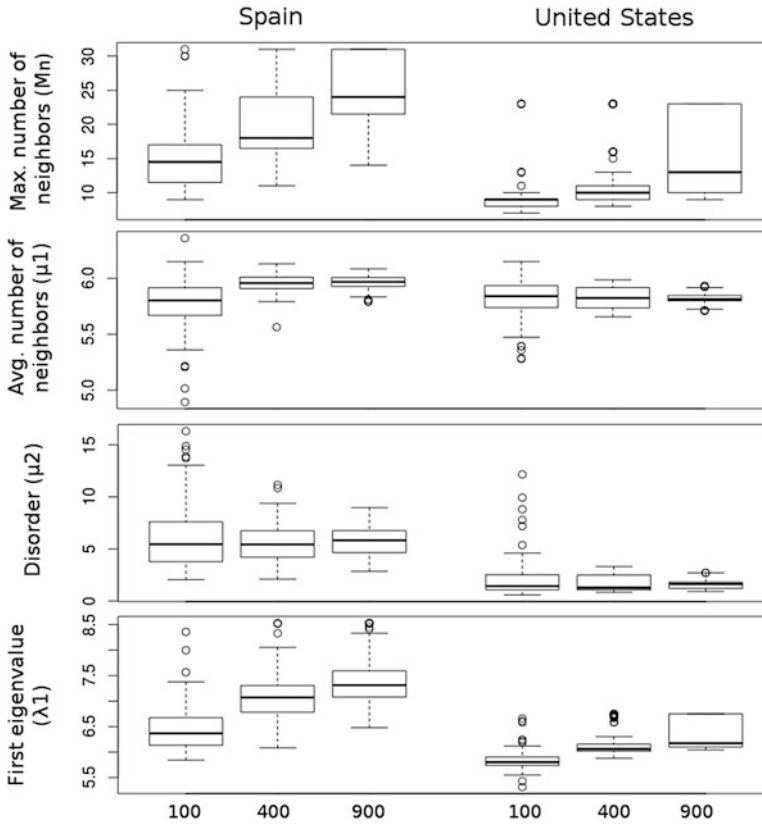 Spain United States
Max. number of
neighbors (Mn)
30
25
20
15
10
Avg. number of
neighbors (μ1)
6.0
5.5
5.0
Disorder (μ2)
15
10
5
0
First eigenvalue
(λ1)
8.5
7.5
6.5
5.5
100 400 900 100 400 900